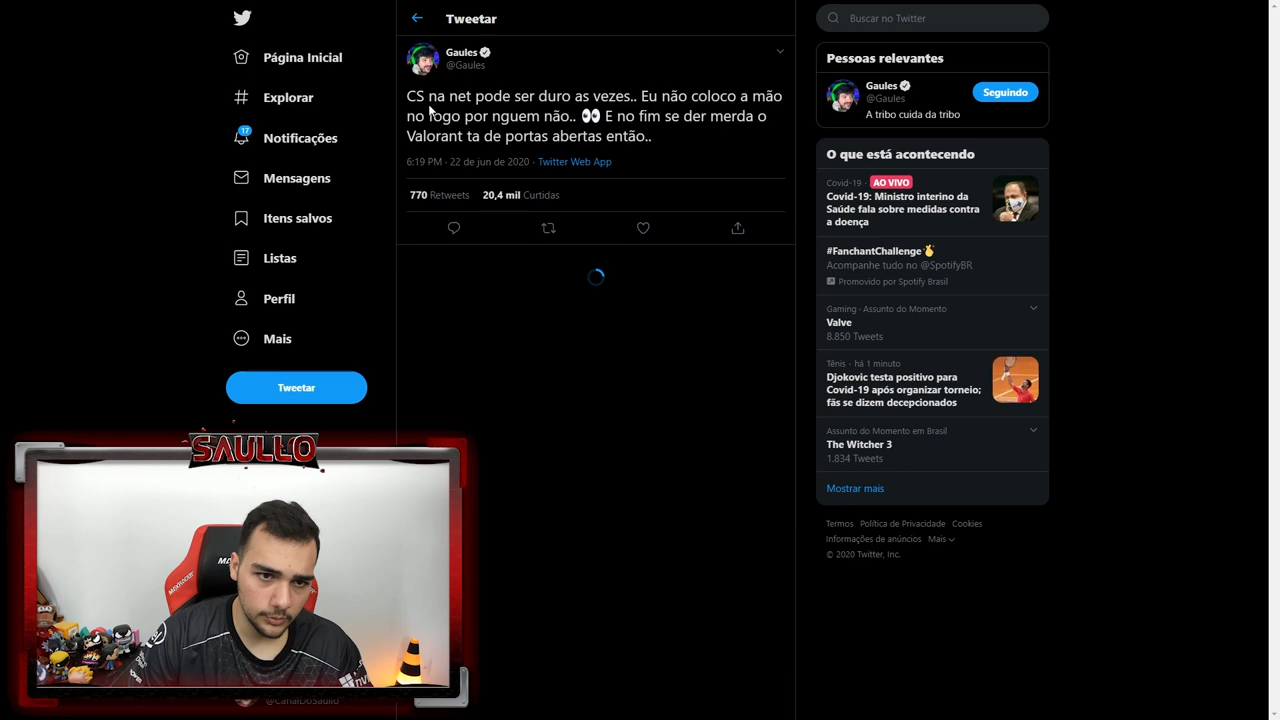 Página Inicial
Explorar
17
Notificações
Mensagens
Itens salvos
Listas
Perfil
Mais
Tweetar
Tweetar
Gaules
@Gaules
CS na net pode ser duro as vezes.. Eu não coloco a mão
no fogo por nguem não.. 👀 E no fim se der merda o
Valorant ta de portas abertas então..
6:19 PM · 22 de jun de 2020 · Twitter Web App
770 Retweets 20,4 mil Curtidas
Buscar no Twitter
Pessoas relevantes
Gaules
@Gaules
Seguindo
A tribo cuida da tribo
O que está acontecendo
Covid-19 · AO VIVO
Covid-19: Ministro interino da
Saúde fala sobre medidas contra
a doença
#FanchantChallenge
Acompanhe tudo no @SpotifyBR
Promovido por Spotify Brasil
Gaming · Assunto do Momento
Valve
8.850 Tweets
Tênis · há 1 minuto
Djokovic testa positivo para
Covid-19 após organizar torneio;
fãs se dizem decepcionados
Assunto do Momento em Brasil
The Witcher 3
1.834 Tweets
Mostrar mais
Termos Política de Privacidade Cookies
Informações de anúncios Mais
© 2020 Twitter, Inc.
SAULLO
@CanalDoSaullo